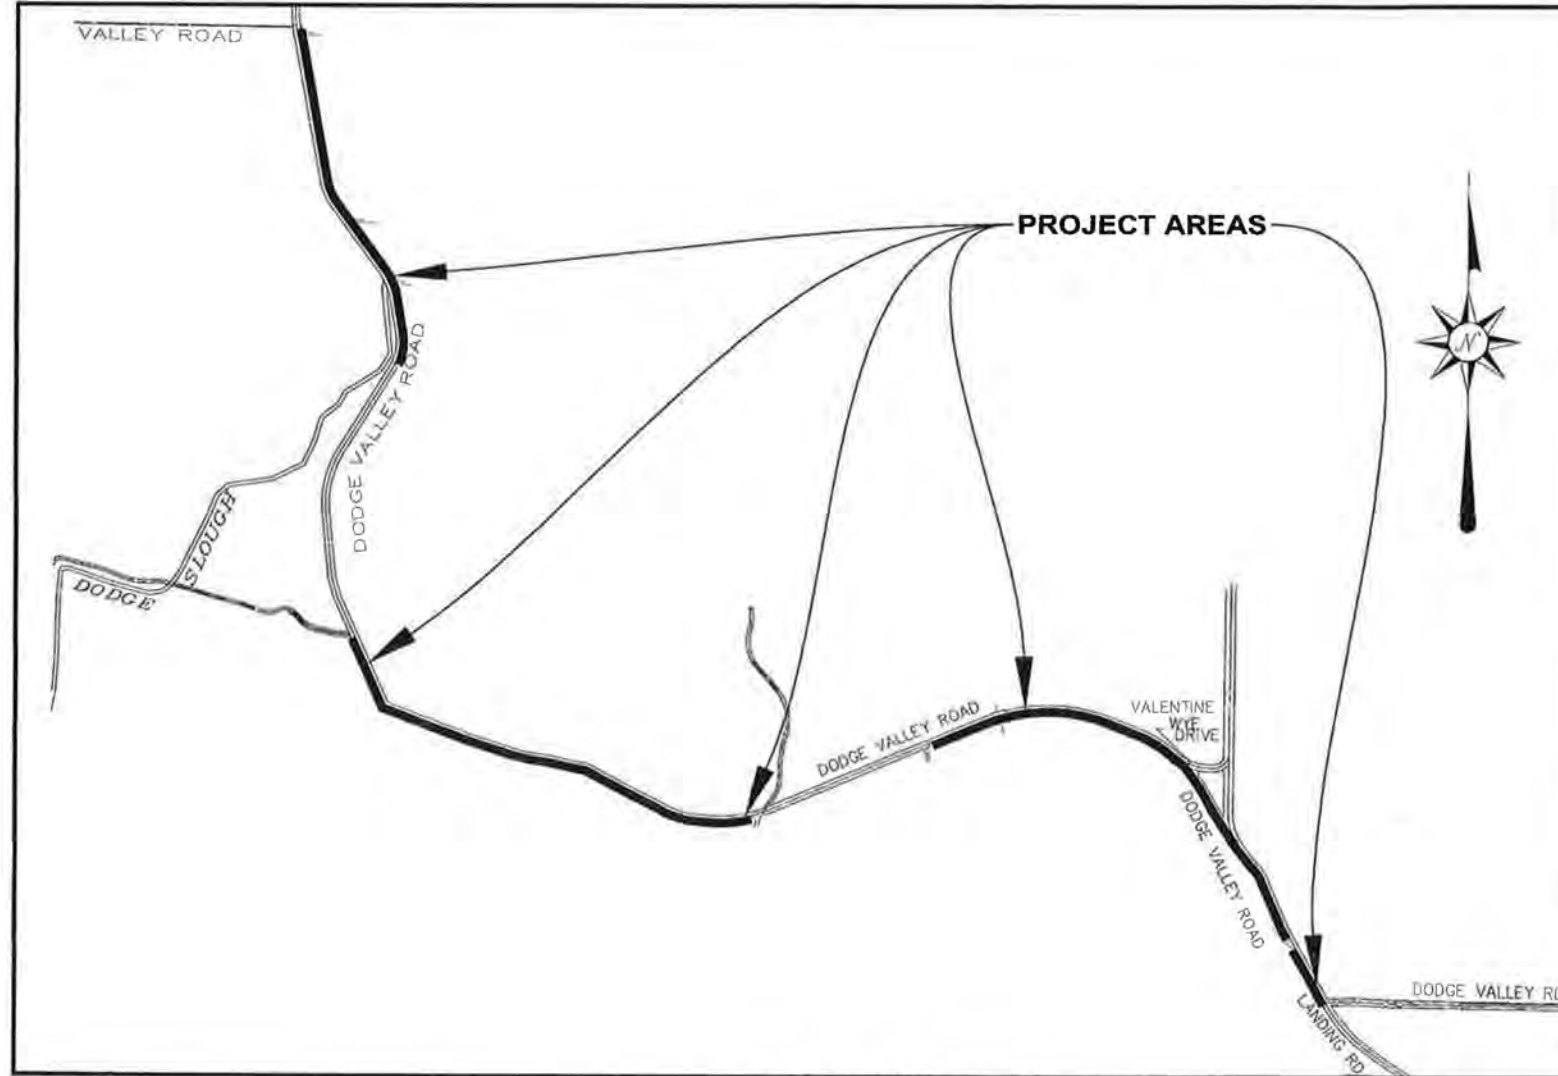 VALLEY ROAD
PROJECT AREAS
N
DODGE VALLEY ROAD
SLOUGH
DODGE
DODGE VALLEY ROAD
VALENTINE
WYE
DRIVE
DODGE VALLEY ROAD
DODGE VALLEY RD
LANDING RD